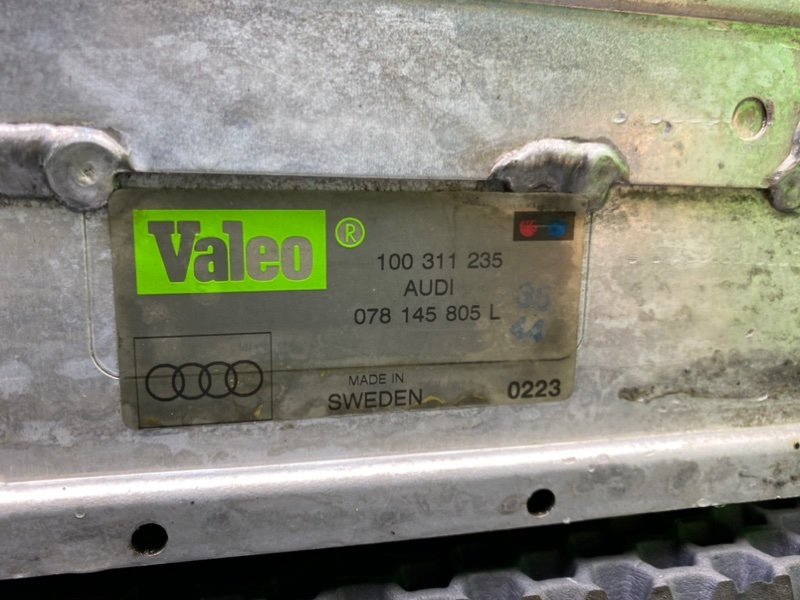 Valeo ®
100 311 235
AUDI
078 145 805 L
36
44
MADE IN
SWEDEN
0223